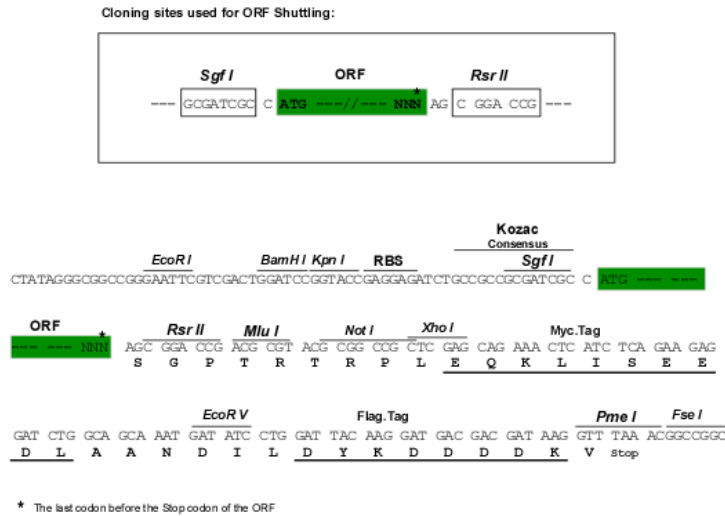 Cloning sites used for ORF Shuttling:
Sgf I ORF Rsr II
--- GCGATCGC C ATG ---//--- NNN * AG C GGA CCG ---
Kozac
Consensus
EcoR I BamH I Kpn I RBS Sgf I
CTATAGGGCGGCCGGGAATTCGTCGACTGGATCCGGTACCGAGGAGATCTGCCGCCGCGATCGC C ATG --- ---
ORF * Rsr II Mlu I Not I Xho I Myc.Tag
--- --- NNN AGC GGA CCG ACG CGT ACG CGG CCG CTC GAG CAG AAA CTC ATC TCA GAA GAG
S G P T R T R P L E Q K L I S E E
EcoR V Flag.Tag Pme I Fse I
GAT CTG GCA GCA AAT GAT ATC CTG GAT TAC AAG GAT GAC GAC GAT AAG GTT TAA ACGGCCGGC
D L A A N D I L D Y K D D D D K V Stop
* The last codon before the Stop codon of the ORF